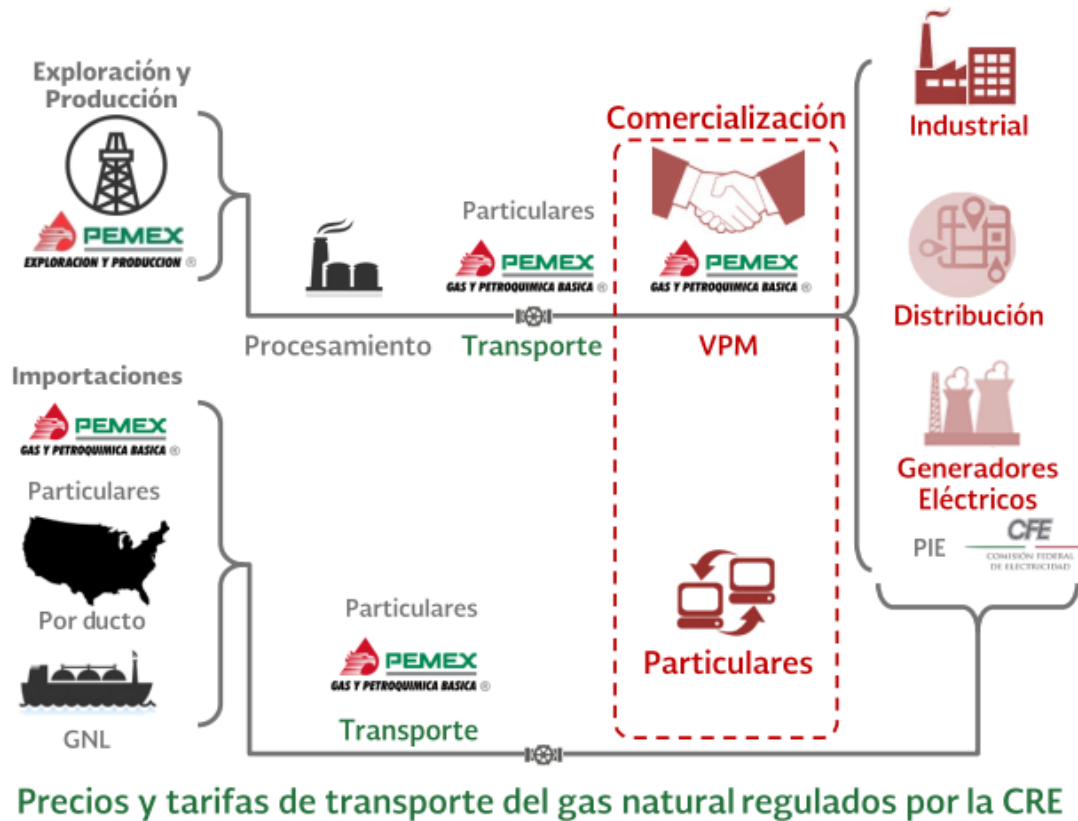 Exploración y
Producción
PEMEX
EXPLORACION Y PRODUCCION ®
Procesamiento
Particulares
PEMEX
GAS Y PETROQUIMICA BASICA ®
Transporte
Comercialización
PEMEX
GAS Y PETROQUIMICA BASICA ®
VPM
Particulares
Industrial
Distribución
Generadores
Eléctricos
PIE
CFE
COMISIÓN FEDERAL
DE ELECTRICIDAD
Importaciones
PEMEX
GAS Y PETROQUIMICA BASICA ®
Particulares
Por ducto
GNL
Particulares
PEMEX
GAS Y PETROQUIMICA BASICA ®
Transporte
Precios y tarifas de transporte del gas natural regulados por la CRE